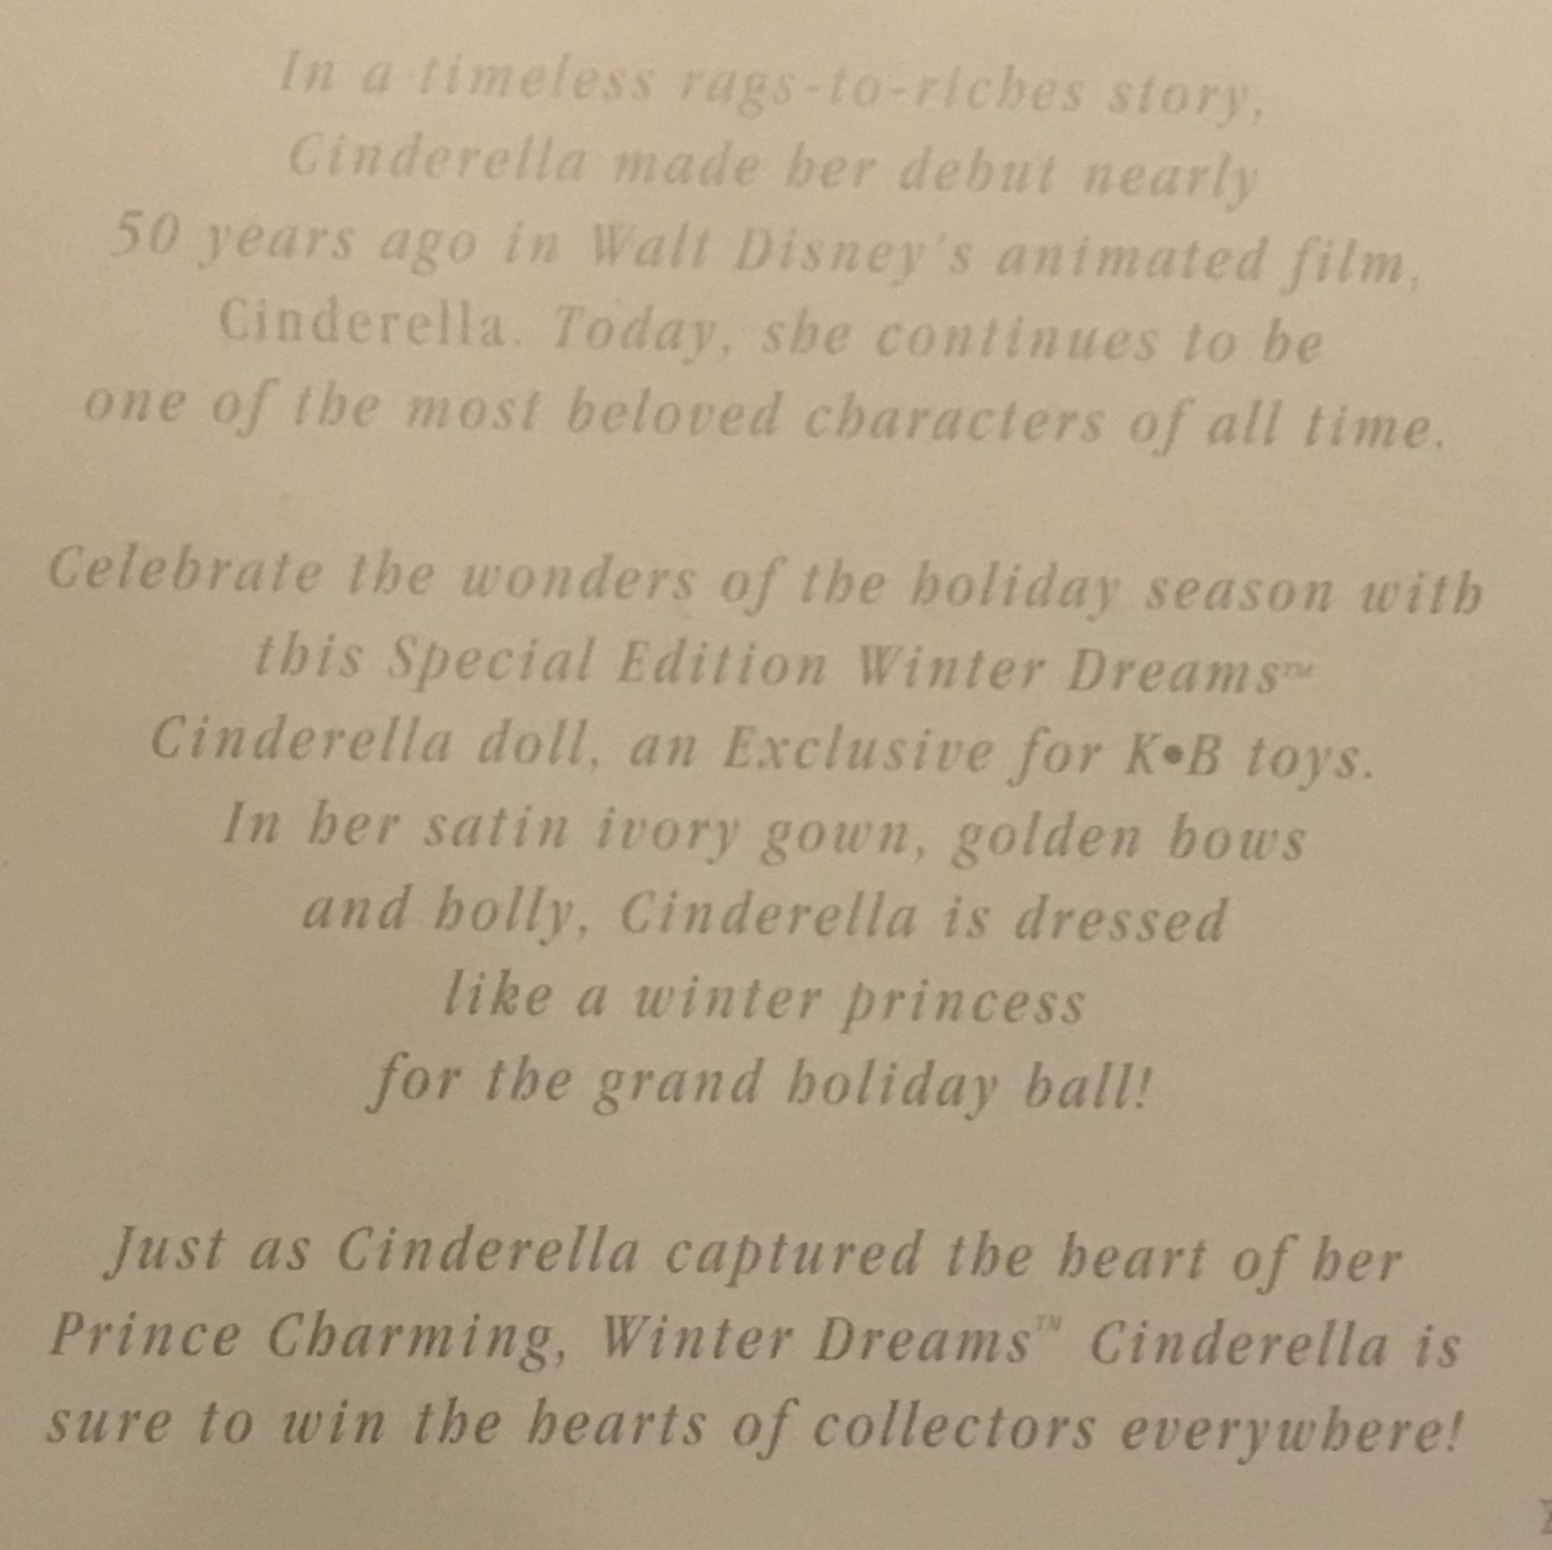 In a timeless rags-to-riches story,
Cinderella made her debut nearly
50 years ago in Walt Disney's animated film,
Cinderella. Today, she continues to be
one of the most beloved characters of all time.
Celebrate the wonders of the holiday season with
this Special Edition Winter Dreams™
Cinderella doll, an Exclusive for K•B toys.
In her satin ivory gown, golden bows
and holly, Cinderella is dressed
like a winter princess
for the grand holiday ball!
Just as Cinderella captured the heart of her
Prince Charming, Winter Dreams™ Cinderella is
sure to win the hearts of collectors everywhere!